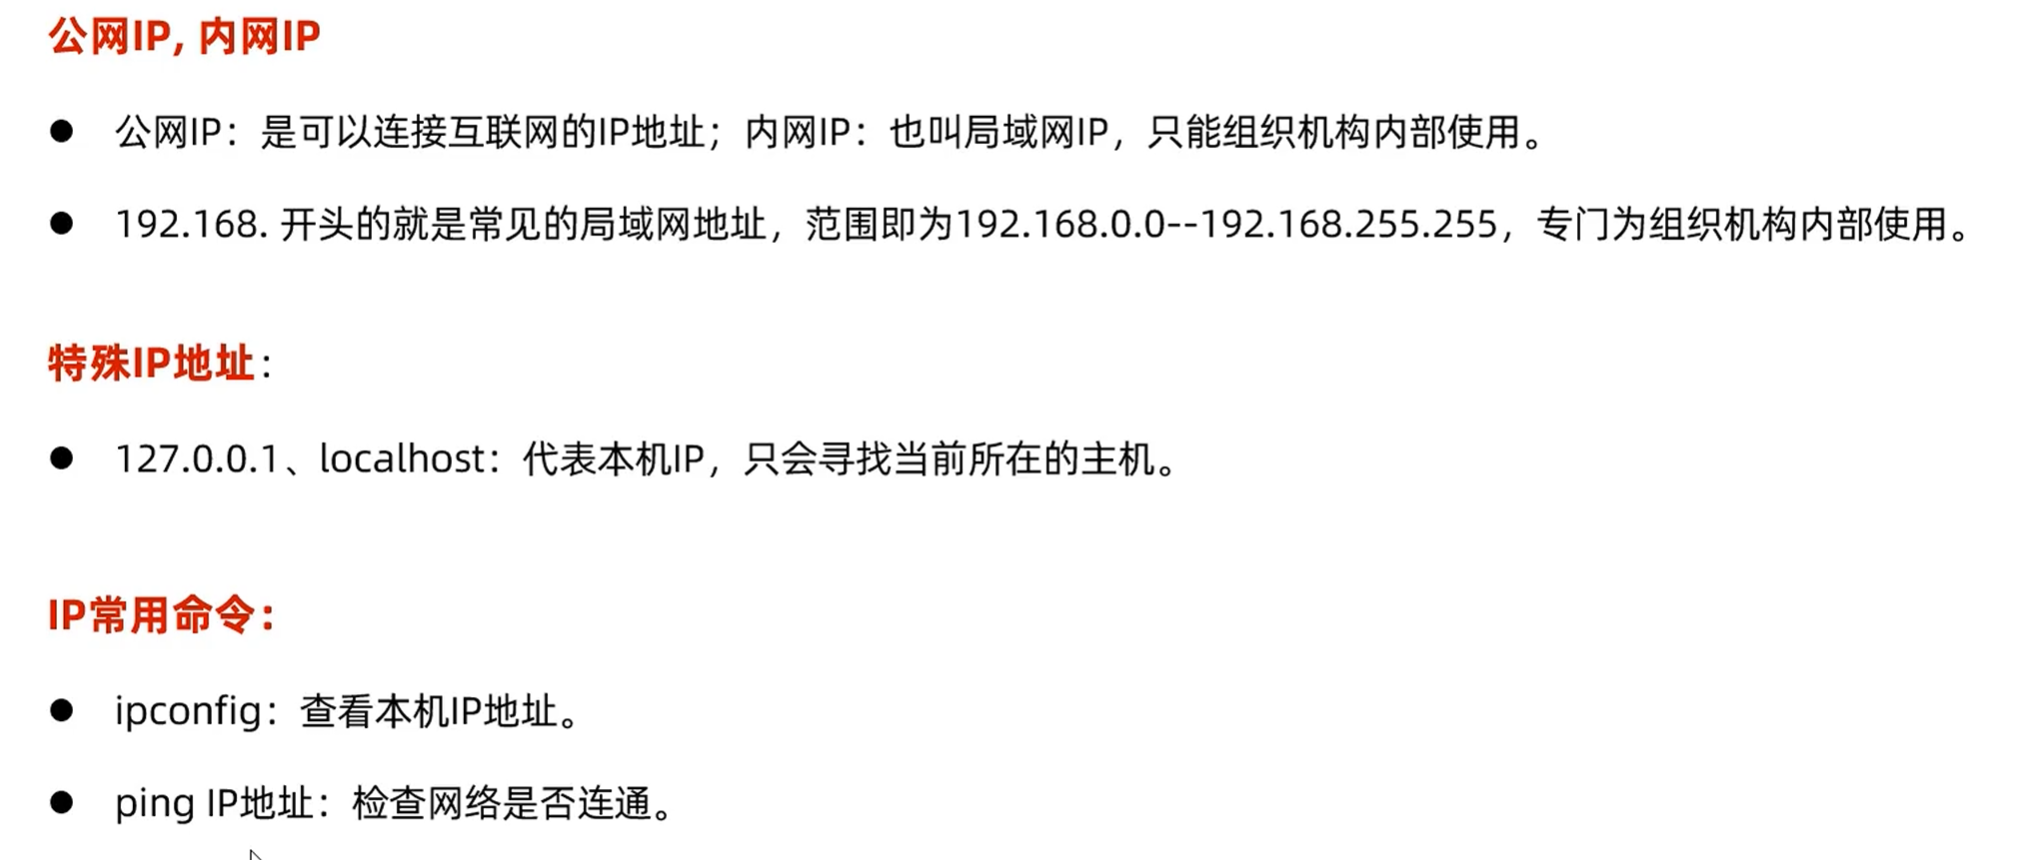 公网IP, 内网IP
● 公网IP：是可以连接互联网的IP地址；内网IP：也叫局域网IP，只能组织机构内部使用。
● 192.168. 开头的就是常见的局域网地址，范围即为192.168.0.0--192.168.255.255，专门为组织机构内部使用。
特殊IP地址：
● 127.0.0.1、localhost：代表本机IP，只会寻找当前所在的主机。
IP常用命令：
● ipconfig：查看本机IP地址。
● ping IP地址：检查网络是否连通。